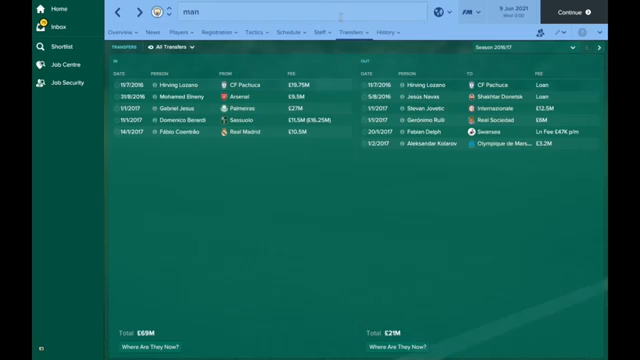 Home
man
9 Jun 2021
Wed 0:00
Continue
Inbox
Overview News Players Registration Tactics Schedule Staff Transfers History
Shortlist
TRANSFERS All Transfers Season 2016/17
Job Centre
Job Security
IN
DATE PERSON FROM FEE
11/7/2016 Hirving Lozano CF Pachuca £19.75M
31/8/2016 Mohamed Elneny Arsenal £9.5M
1/1/2017 Gabriel Jesus Palmeiras £27M
11/1/2017 Domenico Berardi Sassuolo £11.5M (£16.25M)
14/1/2017 Fábio Coentrão Real Madrid £10.5M
Total £69M
Where Are They Now?
OUT
DATE PERSON TO FEE
11/7/2016 Hirving Lozano CF Pachuca Loan
5/8/2016 Jesús Navas Shakhtar Donetsk Loan
1/1/2017 Stevan Jovetic Internazionale £12.5M
1/1/2017 Gerónimo Rulli Real Sociedad £6M
20/1/2017 Fabian Delph Swansea Ln Fee £47K p/m
1/2/2017 Aleksandar Kolarov Olympique de Mars... £3.2M
Total £21M
Where Are They Now?